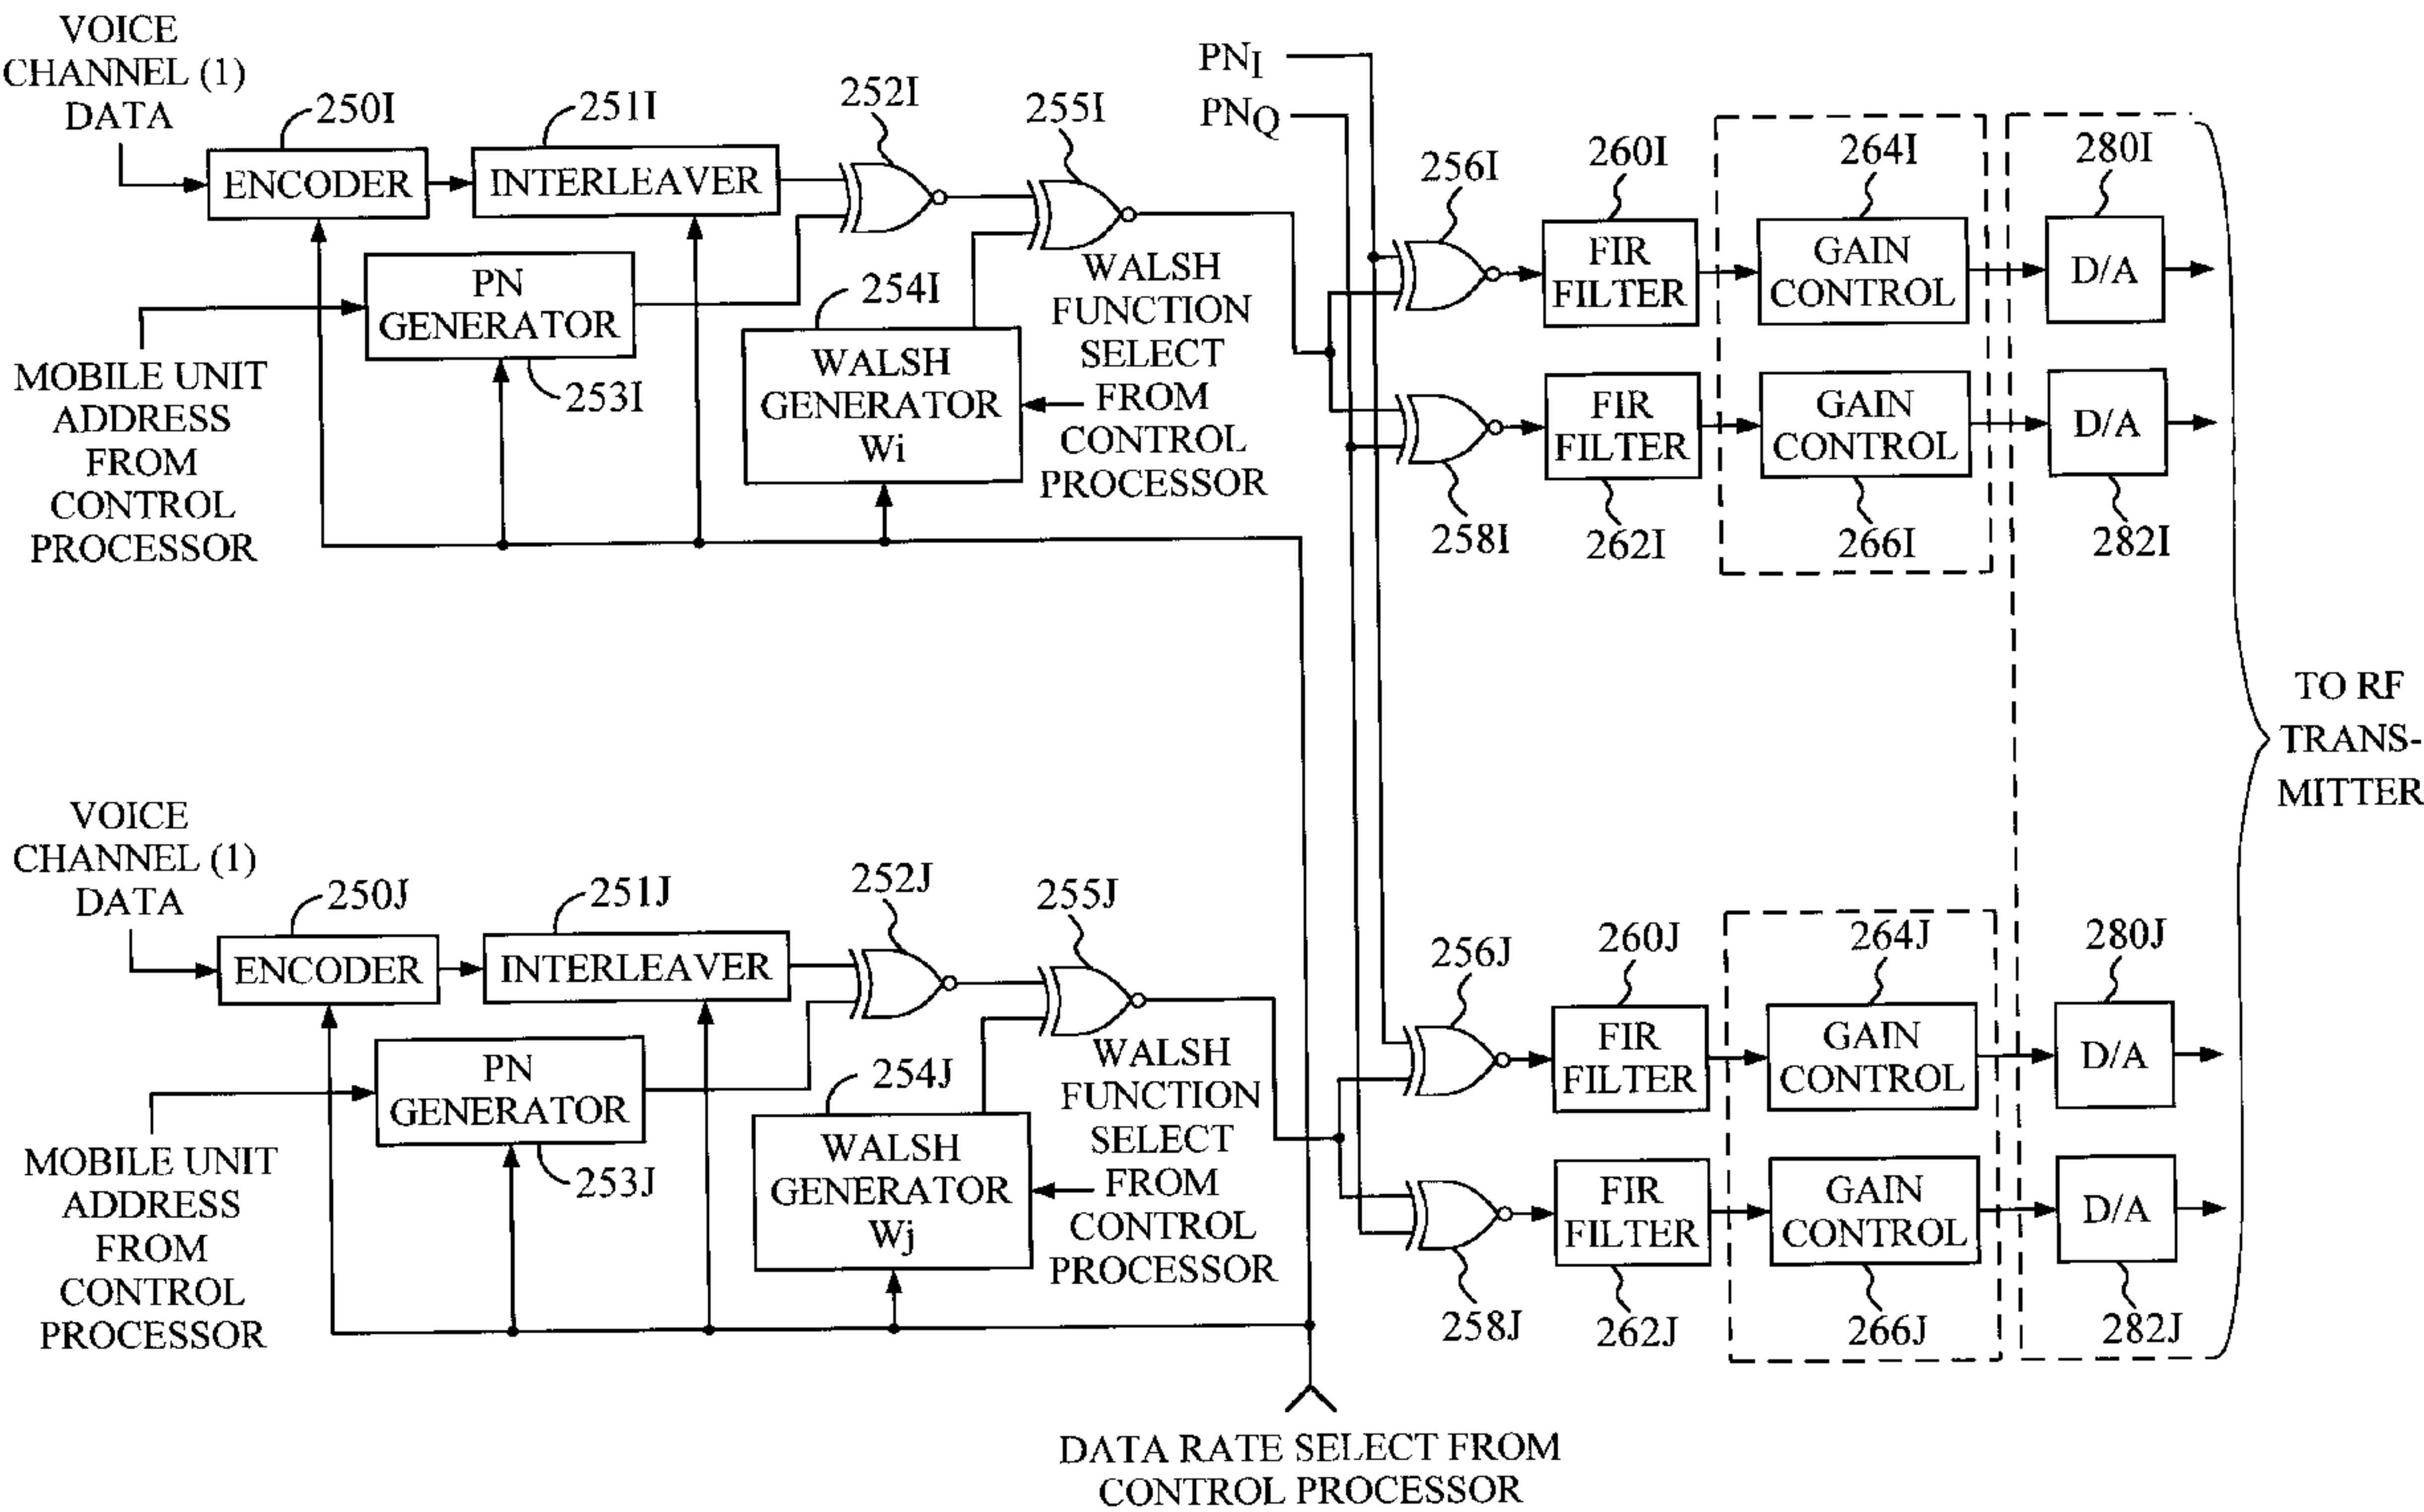 VOICE
CHANNEL (1)
DATA
250I
ENCODER
251I
INTERLEAVER
252I
255I
PN
GENERATOR
253I
254I
WALSH
GENERATOR
Wi
WALSH
FUNCTION
SELECT
FROM
CONTROL
PROCESSOR
MOBILE UNIT
ADDRESS
FROM
CONTROL
PROCESSOR
PNI
PNQ
256I
260I
FIR
FILTER
264I
GAIN
CONTROL
280I
D/A
258I
FIR
FILTER
262I
GAIN
CONTROL
266I
D/A
282I
TO RF
TRANS-
MITTER
VOICE
CHANNEL (1)
DATA
250J
ENCODER
251J
INTERLEAVER
252J
255J
PN
GENERATOR
253J
254J
WALSH
GENERATOR
Wj
WALSH
FUNCTION
SELECT
FROM
CONTROL
PROCESSOR
MOBILE UNIT
ADDRESS
FROM
CONTROL
PROCESSOR
256J
260J
FIR
FILTER
264J
GAIN
CONTROL
280J
D/A
258J
FIR
FILTER
262J
GAIN
CONTROL
266J
D/A
282J
DATA RATE SELECT FROM
CONTROL PROCESSOR